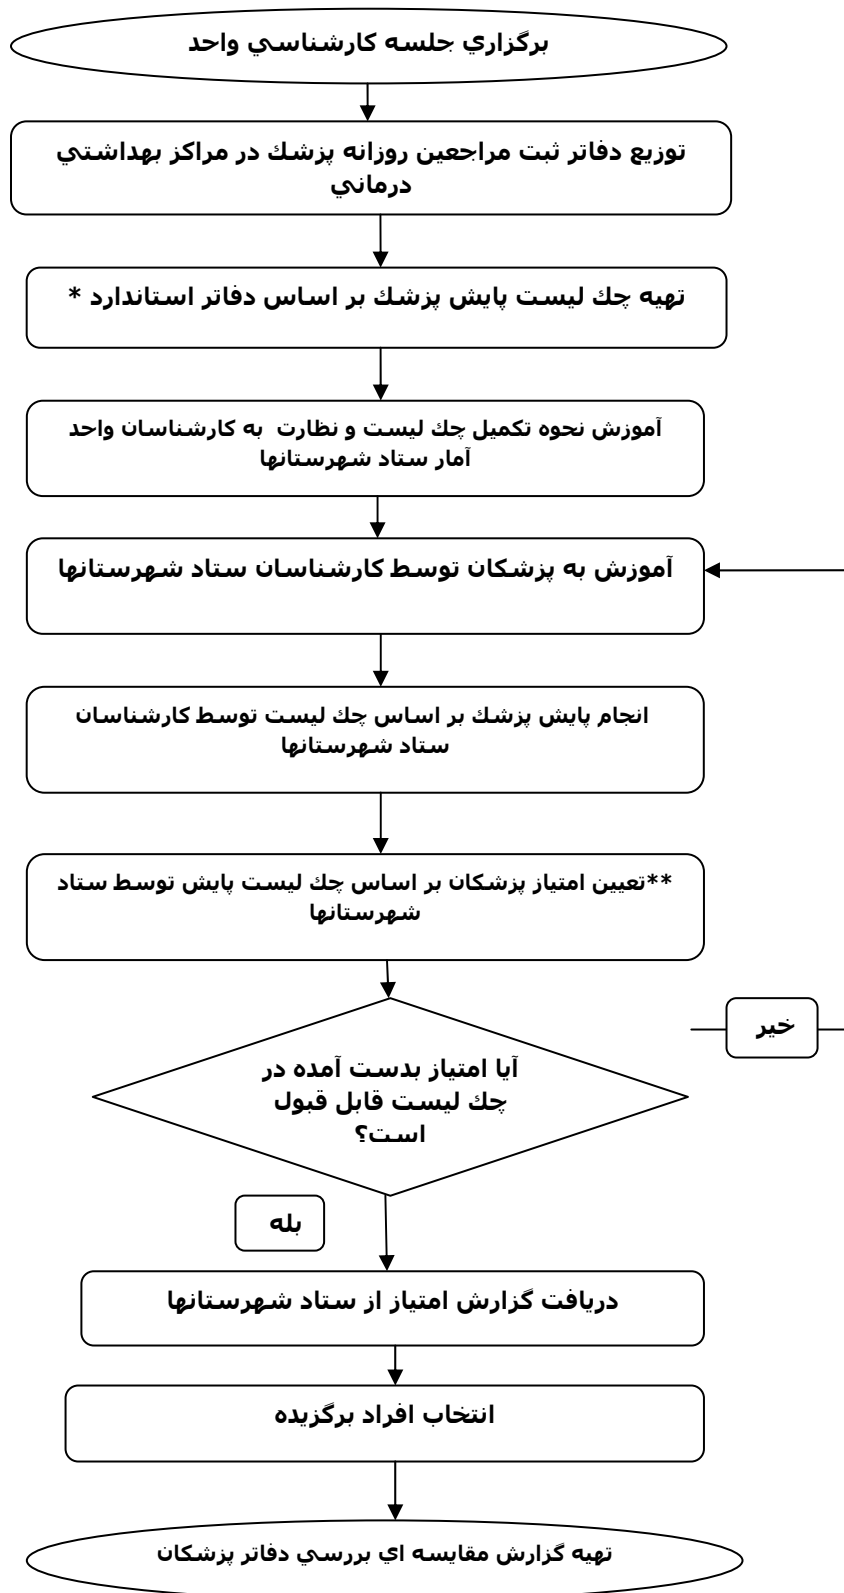 برگزاري جلسه كارشناسي واحد
توزيع دفاتر ثبت مراجعين روزانه پزشك در مراكز بهداشتي
درماني
تهيه چك ليست پايش پزشك بر اساس دفاتر استاندارد *
آموزش نحوه تكميل چك ليست و نظارت به كارشناسان واحد
آمار ستاد شهرستانها
آموزش به پزشكان توسط كارشناسان ستاد شهرستانها
انجام پايش پزشك بر اساس چك ليست توسط كارشناسان
ستاد شهرستانها
**تعيين امتياز پزشكان بر اساس چك ليست پايش توسط ستاد
شهرستانها
خير
آيا امتياز بدست آمده در
چك ليست قابل قبول
است؟
بله
دريافت گزارش امتياز از ستاد شهرستانها
انتخاب افراد برگزيده
تهيه گزارش مقايسه اي بررسي دفاتر پزشكان